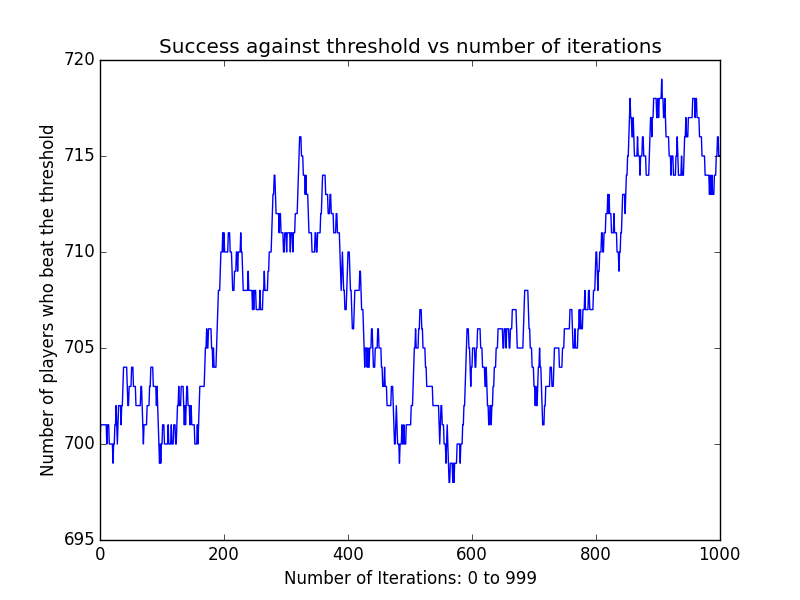 Success against threshold vs number of iterations
Number of players who beat the threshold
720
715
710
705
700
695
0 200 400 600 800 1000
Number of Iterations: 0 to 999